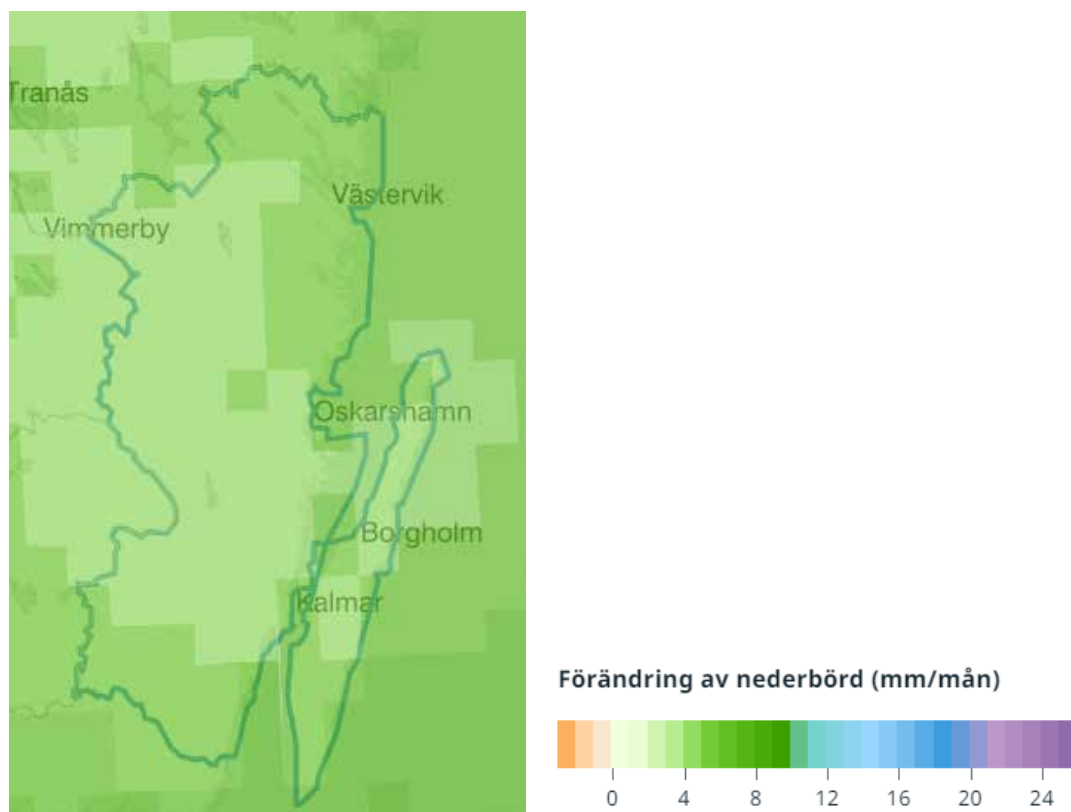 Tranås
Västervik
Vimmerby
Oskarshamn
Borgholm
Kalmar
Förändring av nederbörd (mm/mån)
0 4 8 12 16 20 24